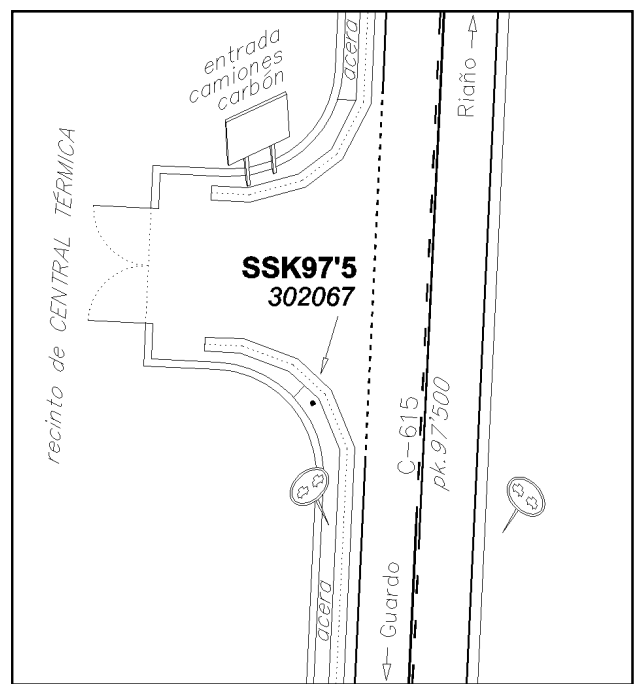 entrada
camiones
carbón
acera
Riaño →
recinto de CENTRAL TÉRMICA
SSK97'5
302067
C-615
pk.97'500
← Guardo
acera